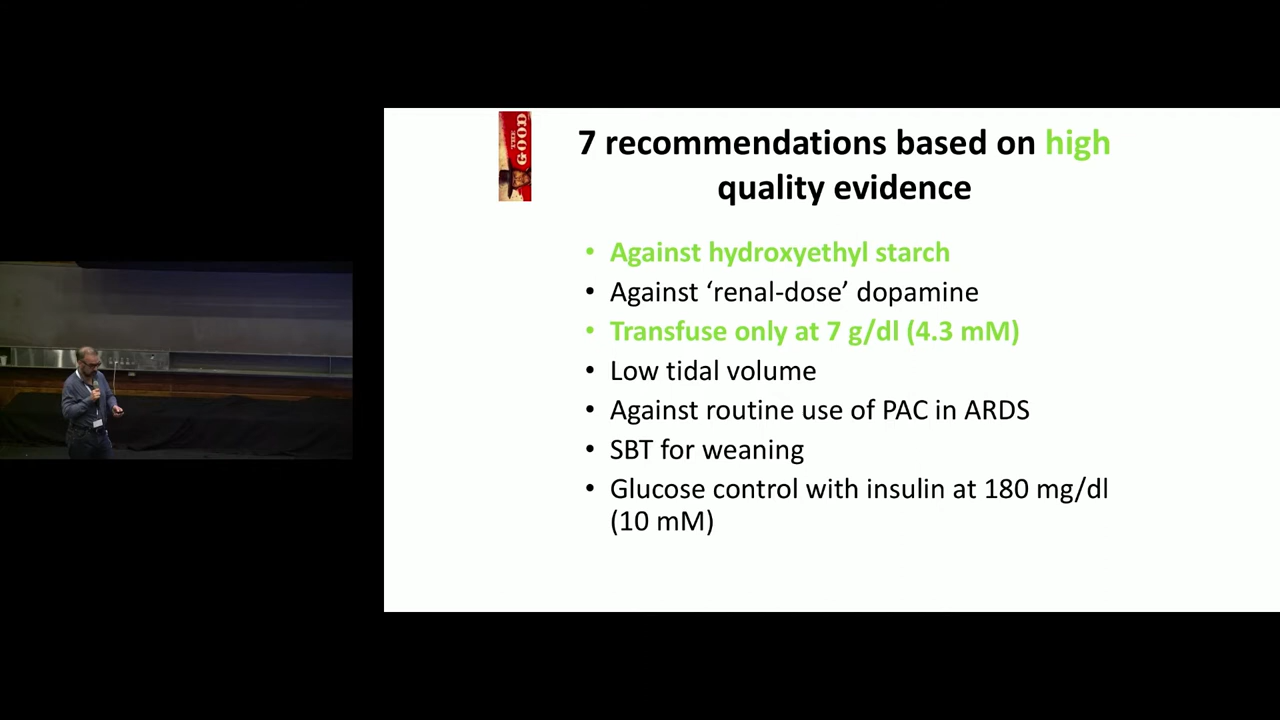 THE
GOOD
7 recommendations based on high
quality evidence
• Against hydroxyethyl starch
• Against ‘renal-dose’ dopamine
• Transfuse only at 7 g/dl (4.3 mM)
• Low tidal volume
• Against routine use of PAC in ARDS
• SBT for weaning
• Glucose control with insulin at 180 mg/dl
(10 mM)